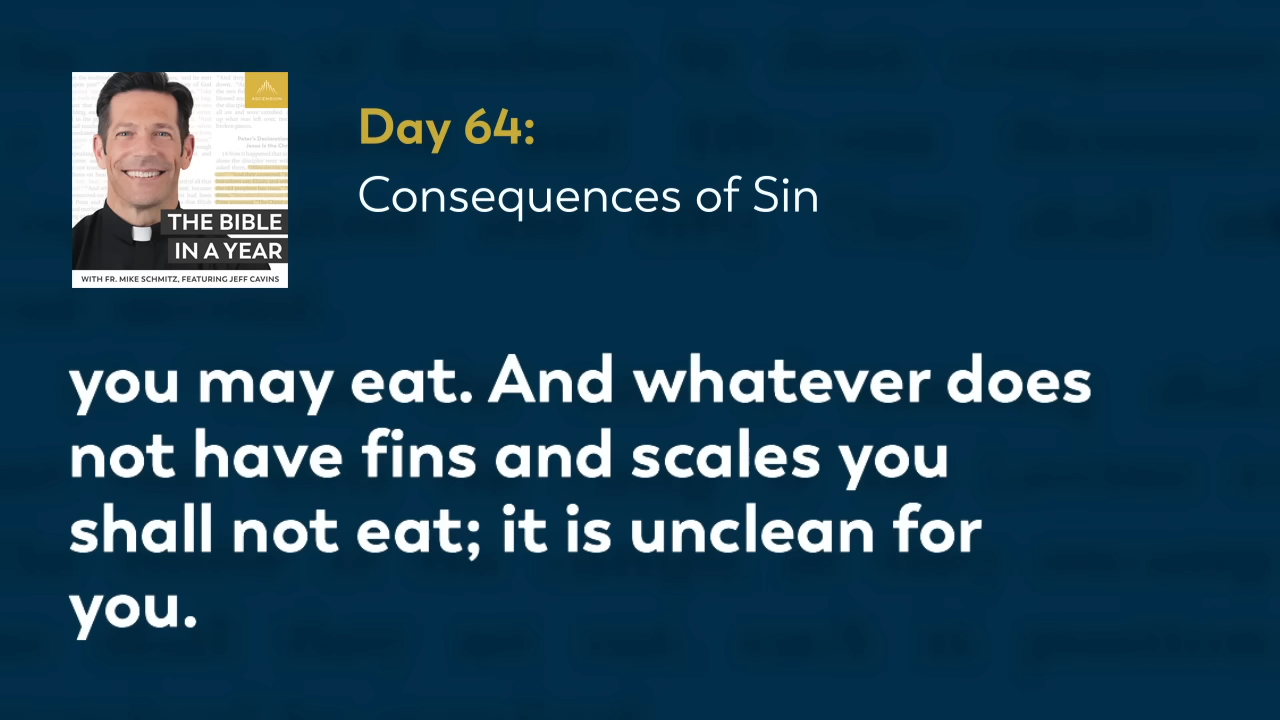 ASCENSION
THE BIBLE
IN A YEAR
WITH FR. MIKE SCHMITZ, FEATURING JEFF CAVINS
Day 64:
Consequences of Sin
you may eat. And whatever does
not have fins and scales you
shall not eat; it is unclean for
you.